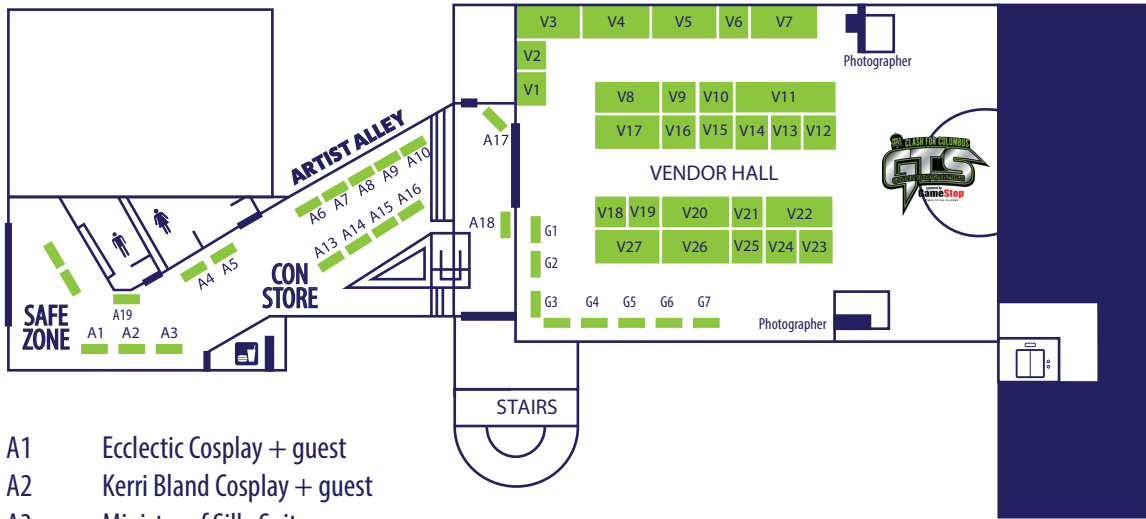 V3 V4 V5 V6 V7
V2
V1
Photographer
V8 V9 V10 V11
V17 V16 V15 V14 V13 V12
VENDOR HALL
CLASH FOR COLUMBUS
GTS
GameStop
V18 V19 V20 V21 V22
V27 V26 V25 V24 V23
ARTIST ALLEY
A17
A6 A7 A8 A9 A10
A13 A14 A15 A16
A18
G1
G2
G3 G4 G5 G6 G7
Photographer
A4 A5
CON
STORE
SAFE
ZONE
A19
A1 A2 A3
STAIRS
A1 Ecclectic Cosplay + guest
A2 Kerri Bland Cosplay + guest